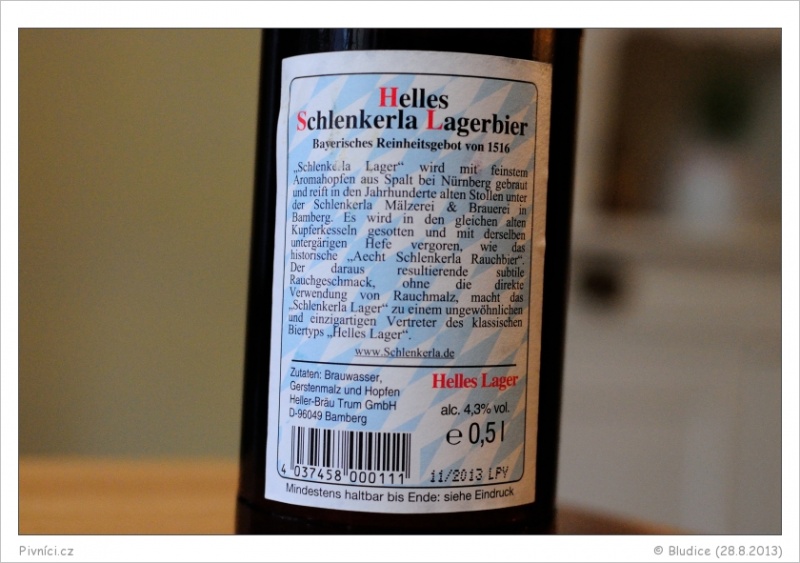 Helles
Schlenkerla Lagerbier
Bayerisches Reinheitsgebot von 1516
„Schlenkerla Lager“ wird mit feinstem
Aromahopfen aus Spalt bei Nürnberg gebraut
und reift in den Jahrhunderte alten Stollen unter
der Schlenkerla Mälzerei & Brauerei in
Bamberg. Es wird in den gleichen alten
Kupferkesseln gesotten und mit derselben
untergärigen Hefe vergoren, wie das
historische „Aecht Schlenkerla Rauchbier“.
Der daraus resultierende subtile
Rauchgeschmack, ohne die direkte
Verwendung von Rauchmalz, macht das
„Schlenkerla Lager“ zu einem ungewöhnlichen
und einzigartigen Vertreter des klassischen
Biertyps „Helles Lager“.
www.Schlenkerla.de
Zutaten: Brauwasser,
Gerstenmalz und Hopfen
Heller-Bräu Trum GmbH
D-96049 Bamberg
Helles Lager
alc. 4,3% vol.
℮ 0,5 l
4 037458 000111
11/2013 LPY
Mindestens haltbar bis Ende: siehe Eindruck
Pivníci.cz
© Bludice (28.8.2013)